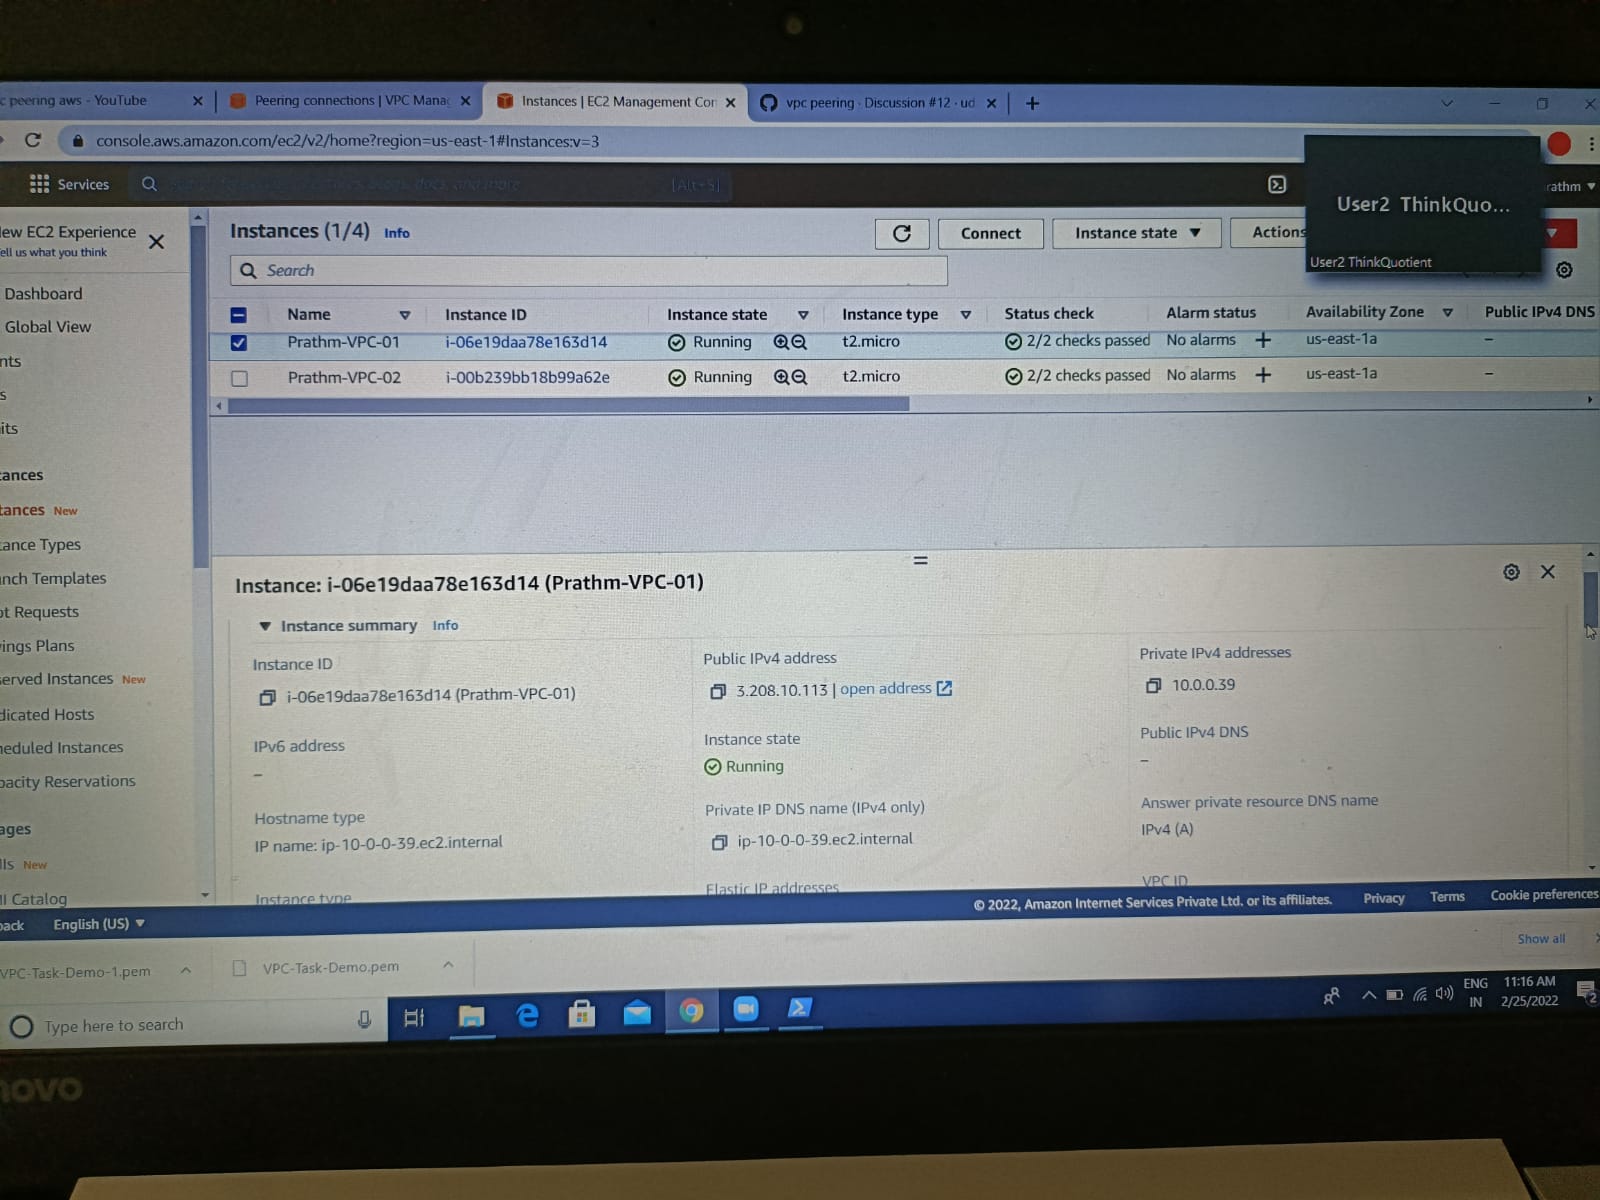 c peering aws - YouTube
Peering connections | VPC Manag
Instances | EC2 Management Con
vpc peering · Discussion #12 · ud
console.aws.amazon.com/ec2/v2/home?region=us-east-1#Instances:v=3
Services
[Alt+S]
rathm
User2 ThinkQuo...
User2 ThinkQuotient
ew EC2 Experience
ell us what you think
Dashboard
Global View
nts
s
its
ances
tances New
ance Types
nch Templates
ot Requests
vings Plans
served Instances New
dicated Hosts
heduled Instances
pacity Reservations
ages
Is New
II Catalog
Instances (1/4) Info
Connect
Instance state
Actions
Search
Name Instance ID Instance state Instance type Status check Alarm status Availability Zone Public IPv4 DNS
Prathm-VPC-01 i-06e19daa78e163d14 Running t2.micro 2/2 checks passed No alarms + us-east-1a –
Prathm-VPC-02 i-00b239bb18b99a62e Running t2.micro 2/2 checks passed No alarms + us-east-1a –
Instance: i-06e19daa78e163d14 (Prathm-VPC-01)
Instance summary Info
Instance ID
i-06e19daa78e163d14 (Prathm-VPC-01)
Public IPv4 address
3.208.10.113 | open address
Private IPv4 addresses
10.0.0.39
IPv6 address
–
Instance state
Running
Public IPv4 DNS
–
Hostname type
IP name: ip-10-0-0-39.ec2.internal
Private IP DNS name (IPv4 only)
ip-10-0-0-39.ec2.internal
Answer private resource DNS name
IPv4 (A)
Instance type
Elastic IP addresses
VPC ID
back
English (US)
© 2022, Amazon Internet Services Private Ltd. or its affiliates.
Privacy
Terms
Cookie preferences
VPC-Task-Demo-1.pem
VPC-Task-Demo.pem
Show all
Type here to search
ENG
IN
11:16 AM
2/25/2022
2
novo